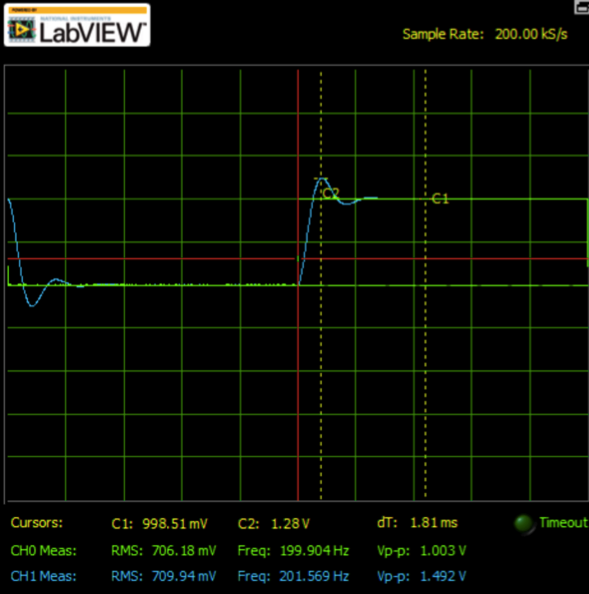 POWERED BY
NATIONAL INSTRUMENTS
LabVIEW™
Sample Rate: 200.00 kS/s
C2
C1
Cursors: C1: 998.51 mV C2: 1.28 V dT: 1.81 ms Timeout
CH0 Meas: RMS: 706.18 mV Freq: 199.904 Hz Vp-p: 1.003 V
CH1 Meas: RMS: 709.94 mV Freq: 201.569 Hz Vp-p: 1.492 V